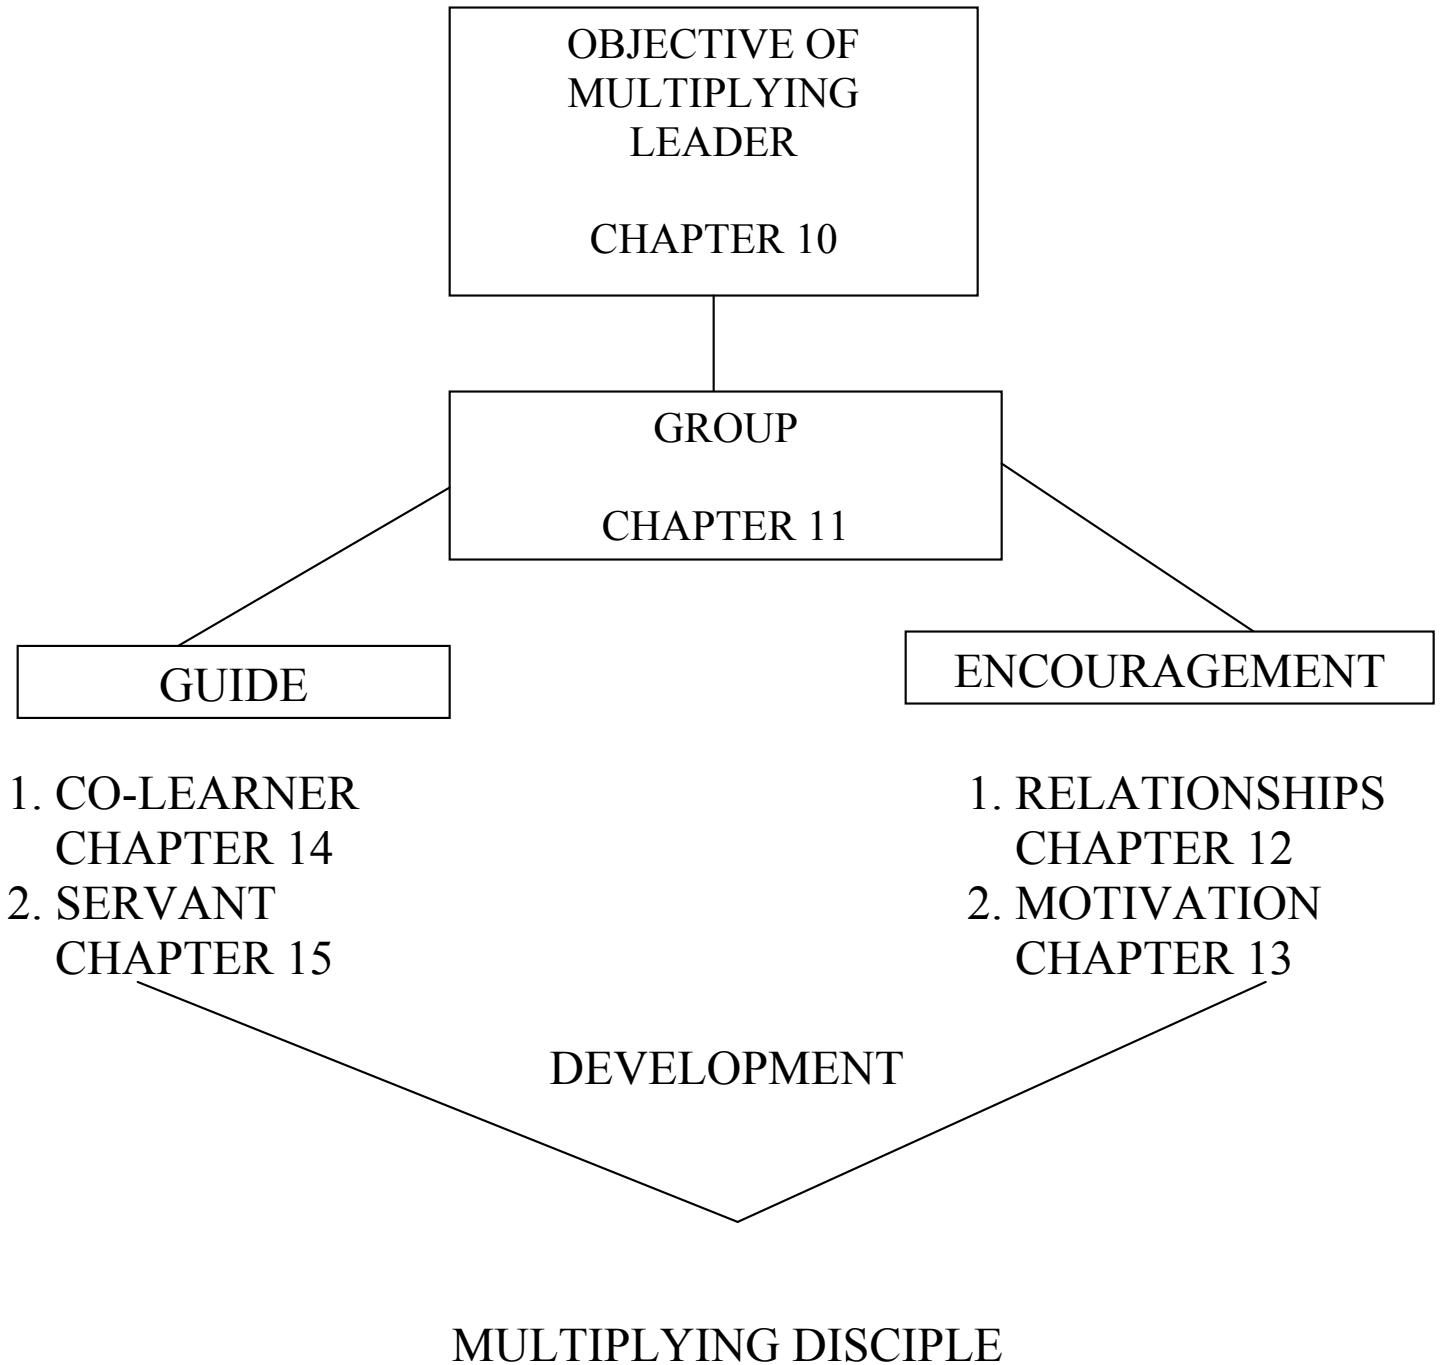 OBJECTIVE OF
MULTIPLYING
LEADER
CHAPTER 10
GROUP
CHAPTER 11
GUIDE
1. CO-LEARNER
CHAPTER 14
2. SERVANT
CHAPTER 15
ENCOURAGEMENT
1. RELATIONSHIPS
CHAPTER 12
2. MOTIVATION
CHAPTER 13
DEVELOPMENT
MULTIPLYING DISCIPLE